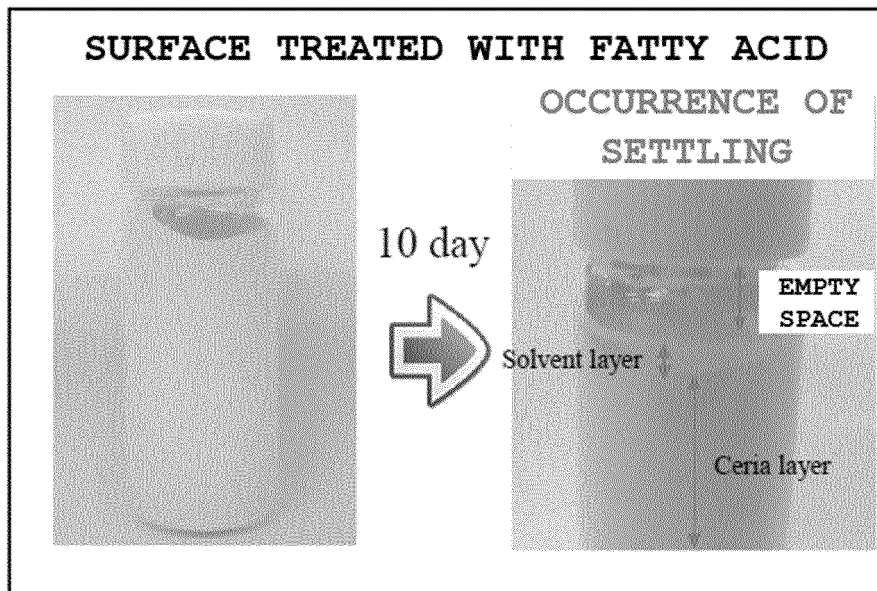 SURFACE TREATED WITH FATTY ACID
OCCURRENCE OF
SETTLING
10 day
EMPTY
SPACE
Solvent layer
Ceria layer